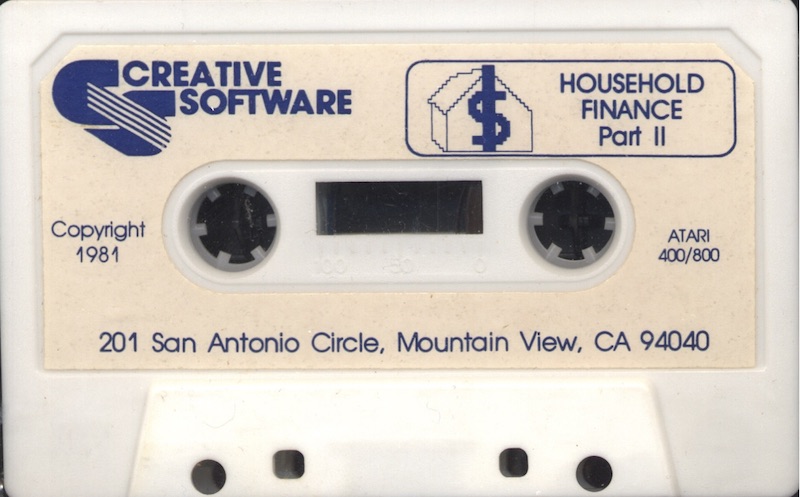 CREATIVE
SOFTWARE
$
HOUSEHOLD
FINANCE
Part II
Copyright
1981
ATARI
400/800
100 50 0
201 San Antonio Circle, Mountain View, CA 94040